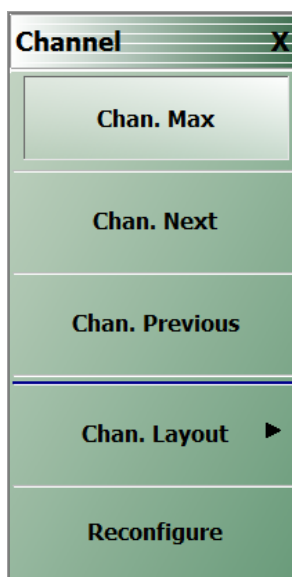 Channel X
Chan. Max
Chan. Next
Chan. Previous
Chan. Layout
Reconfigure